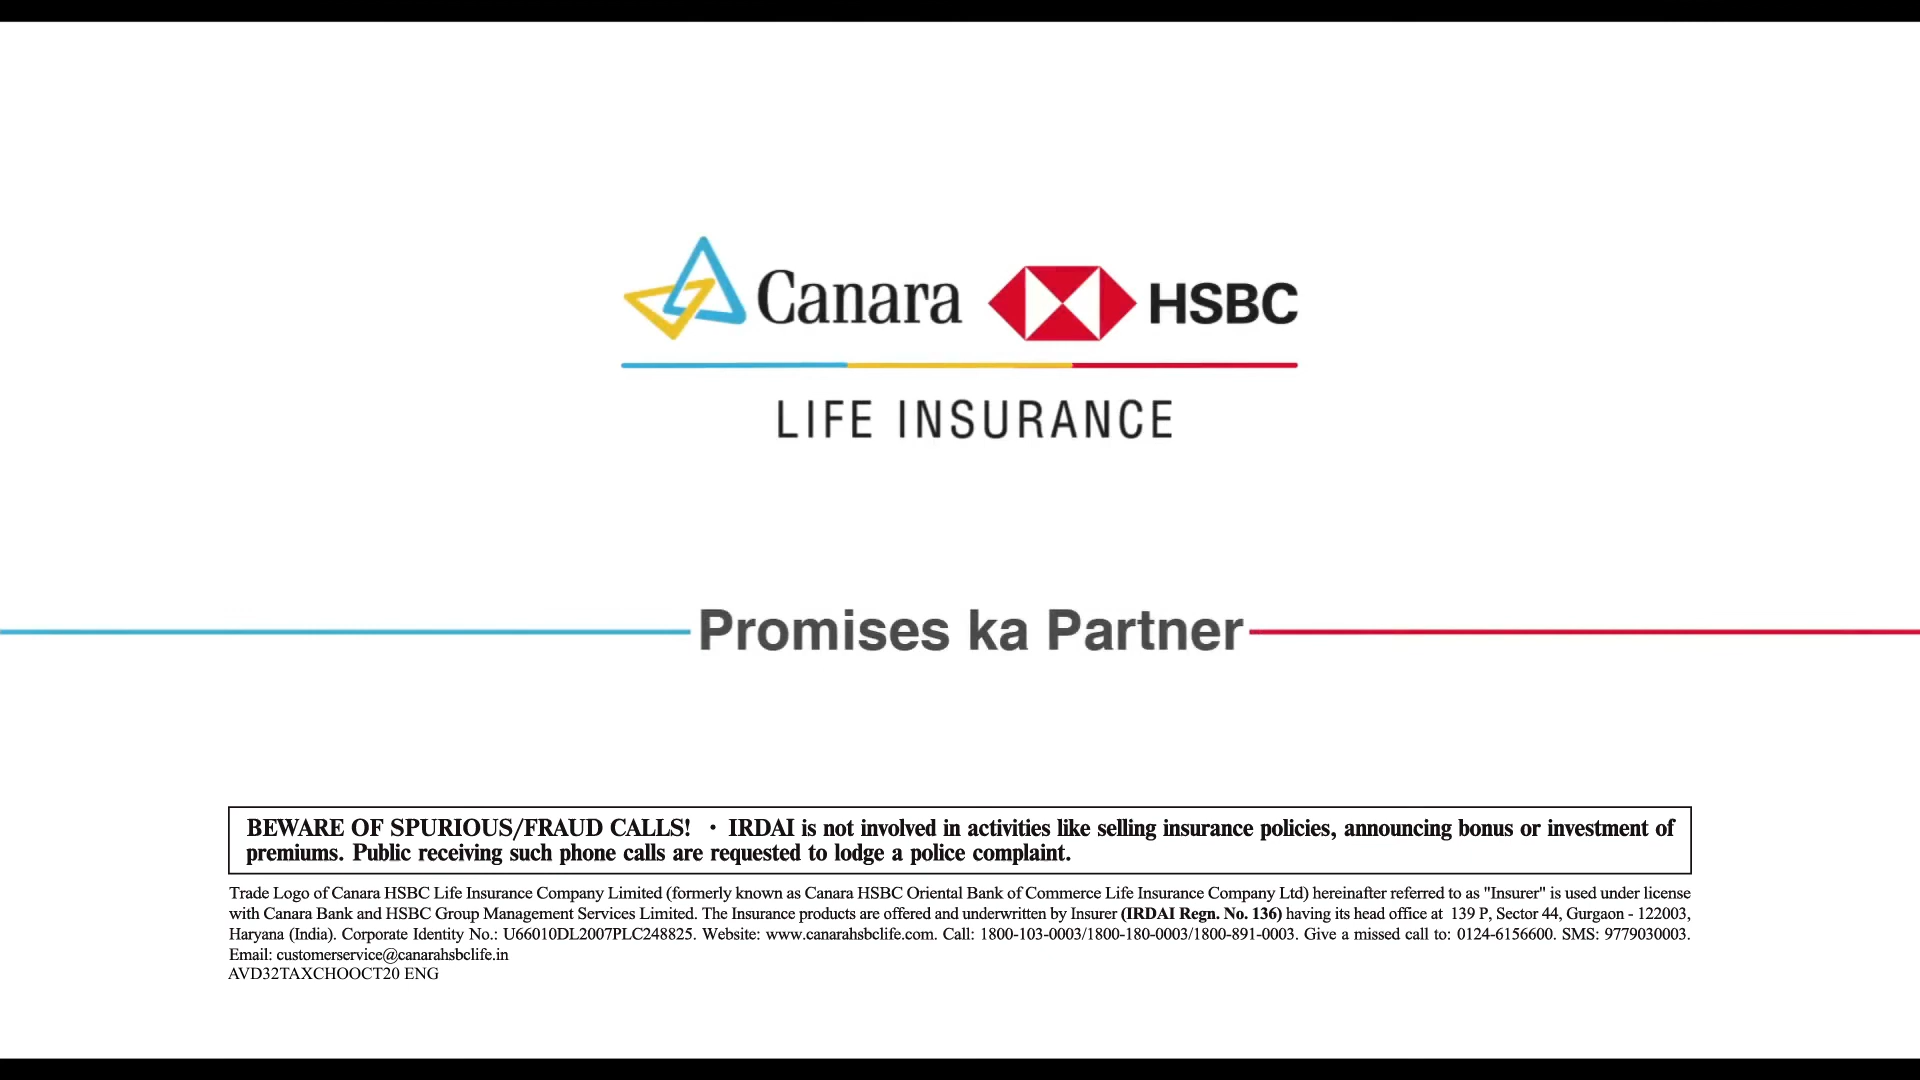 Canara HSBC
LIFE INSURANCE
Promises ka Partner
BEWARE OF SPURIOUS/FRAUD CALLS! • IRDAI is not involved in activities like selling insurance policies, announcing bonus or investment of
premiums. Public receiving such phone calls are requested to lodge a police complaint.
Trade Logo of Canara HSBC Life Insurance Company Limited (formerly known as Canara HSBC Oriental Bank of Commerce Life Insurance Company Ltd) hereinafter referred to as "Insurer" is used under license
with Canara Bank and HSBC Group Management Services Limited. The Insurance products are offered and underwritten by Insurer (IRDAI Regn. No. 136) having its head office at 139 P, Sector 44, Gurgaon - 122003,
Haryana (India). Corporate Identity No.: U66010DL2007PLC248825. Website: www.canarahsbclife.com. Call: 1800-103-0003/1800-180-0003/1800-891-0003. Give a missed call to: 0124-6156600. SMS: 9779030003.
Email: customerservice@canarahsbclife.in
AVD32TAXCHOOCT20 ENG